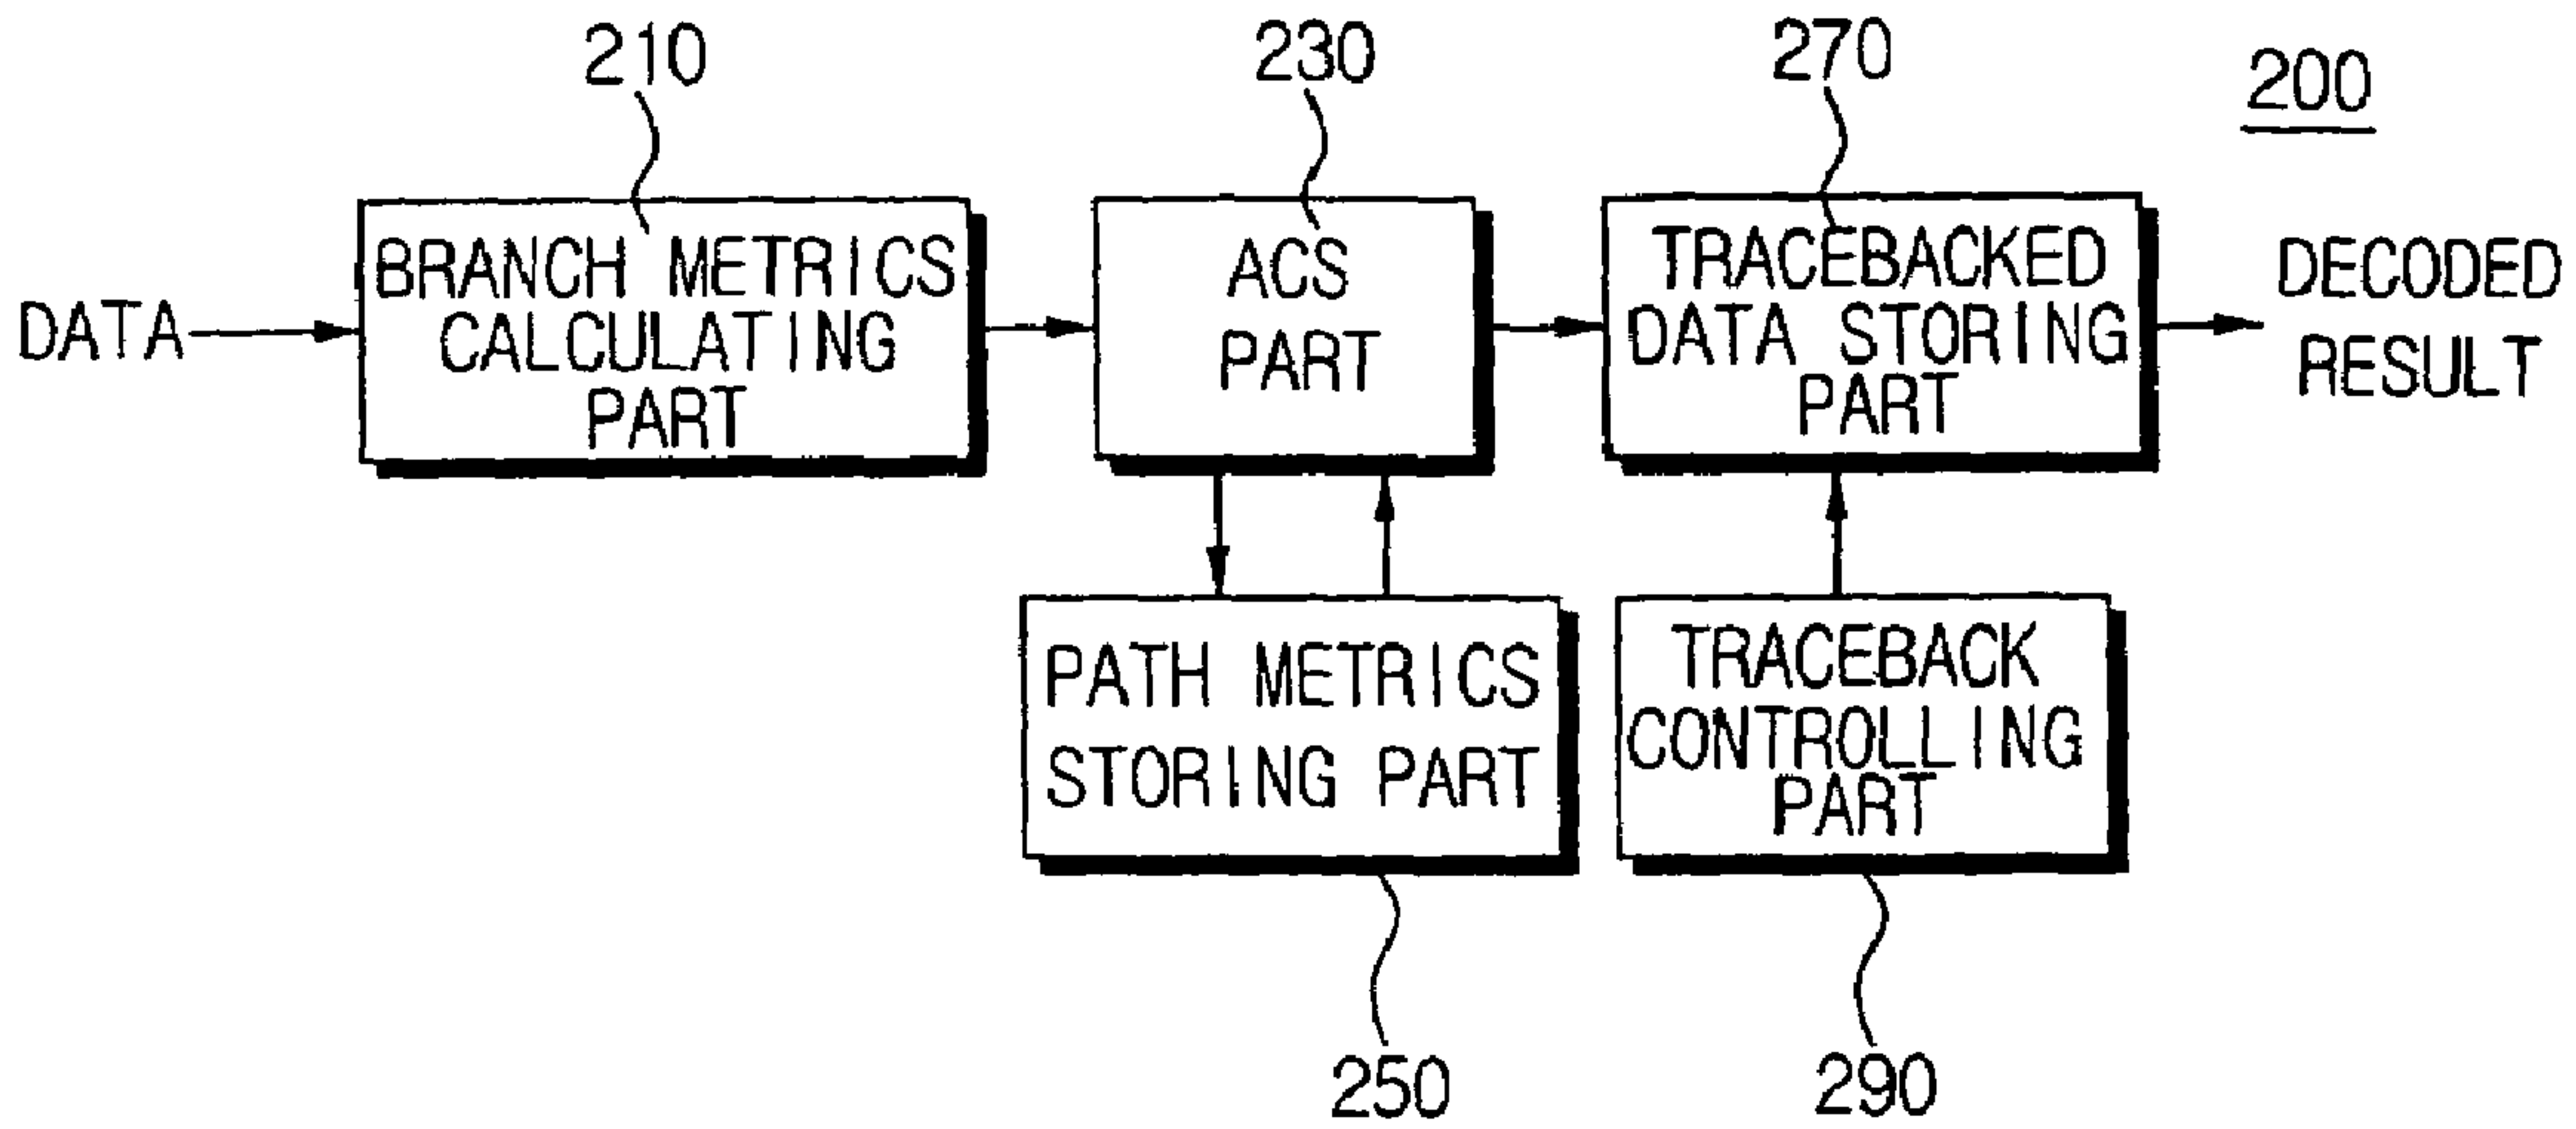 210
230
270
200
DATA
BRANCH METRICS
CALCULATING
PART
ACS
PART
TRACEBACKED
DATA STORING
PART
DECODED
RESULT
PATH METRICS
STORING PART
TRACEBACK
CONTROLLING
PART
250
290